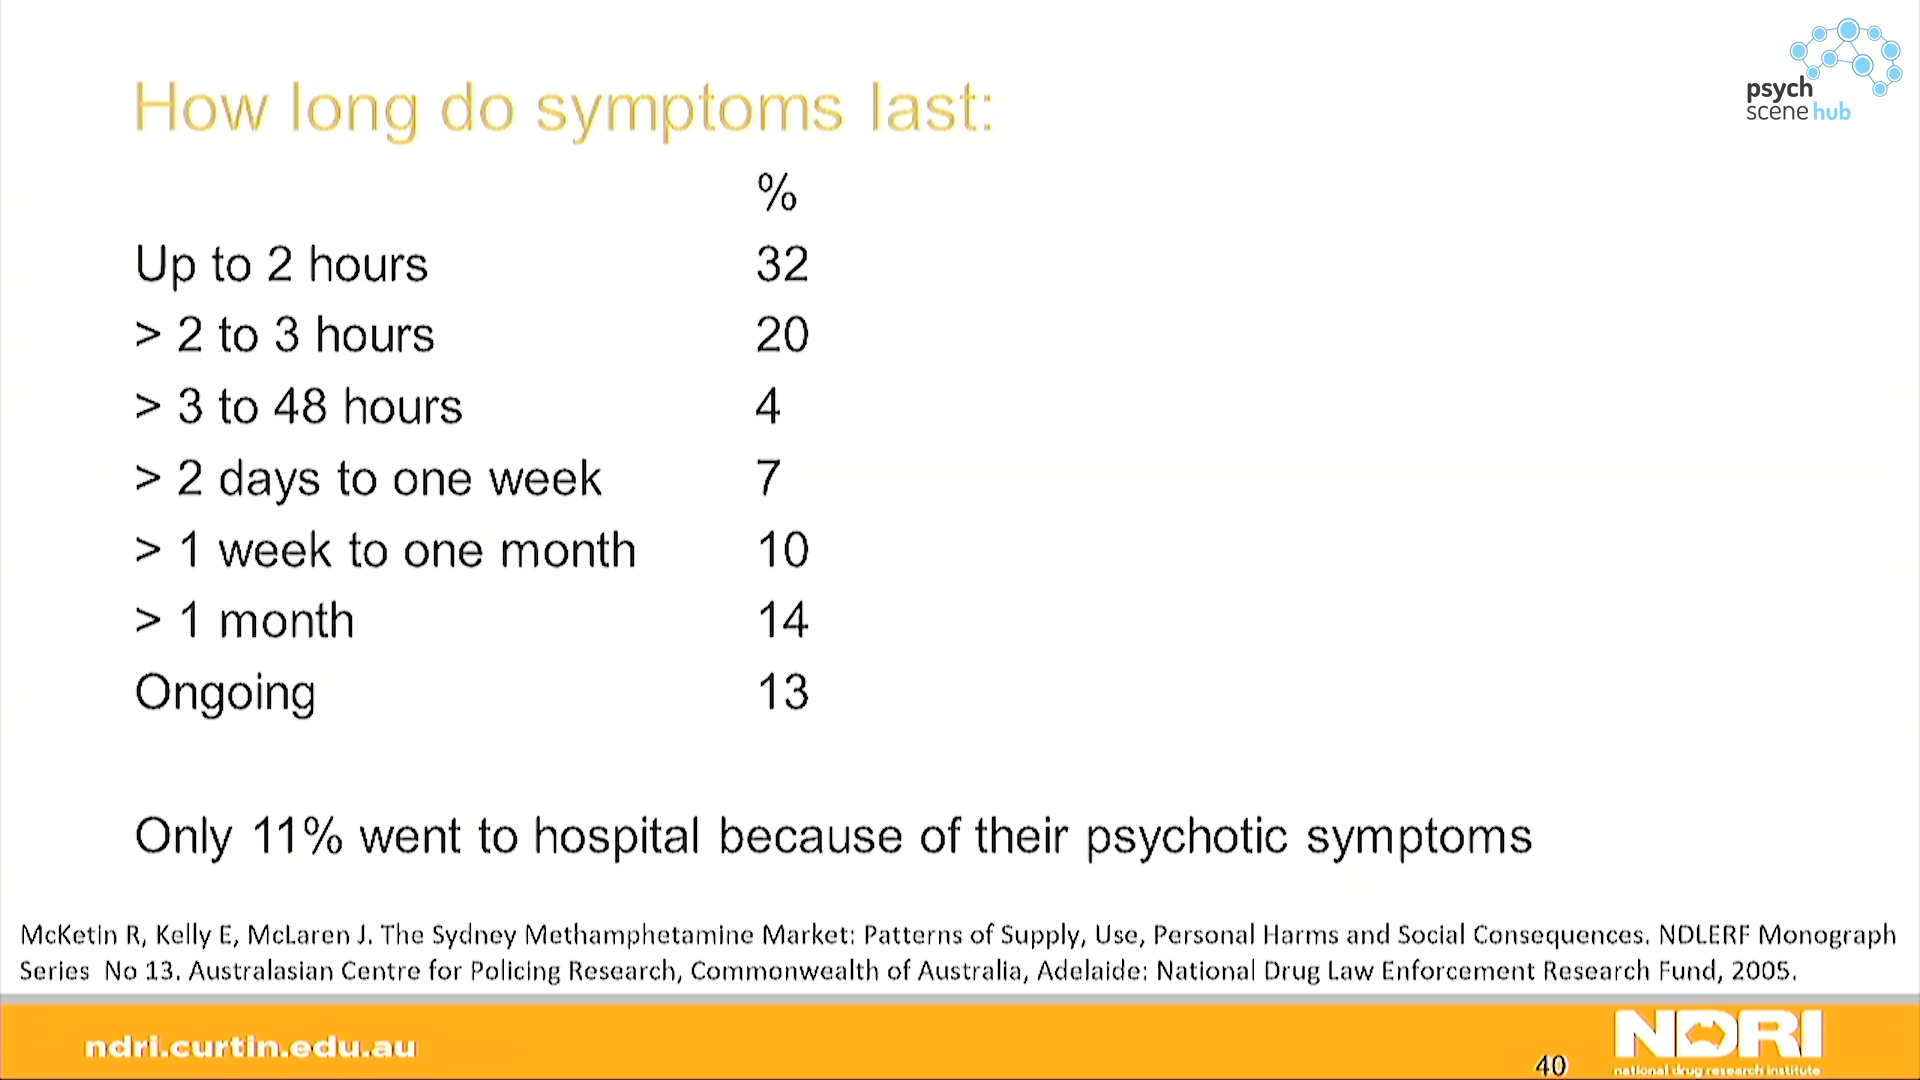 psych
scene hub
How long do symptoms last:
%
Up to 2 hours 32
> 2 to 3 hours 20
> 3 to 48 hours 4
> 2 days to one week 7
> 1 week to one month 10
> 1 month 14
Ongoing 13
Only 11% went to hospital because of their psychotic symptoms
McKetin R, Kelly E, McLaren J. The Sydney Methamphetamine Market: Patterns of Supply, Use, Personal Harms and Social Consequences. NDLERF Monograph
Series No 13. Australasian Centre for Policing Research, Commonwealth of Australia, Adelaide: National Drug Law Enforcement Research Fund, 2005.
ndri.curtin.edu.au
40
NDRI
national drug research institute